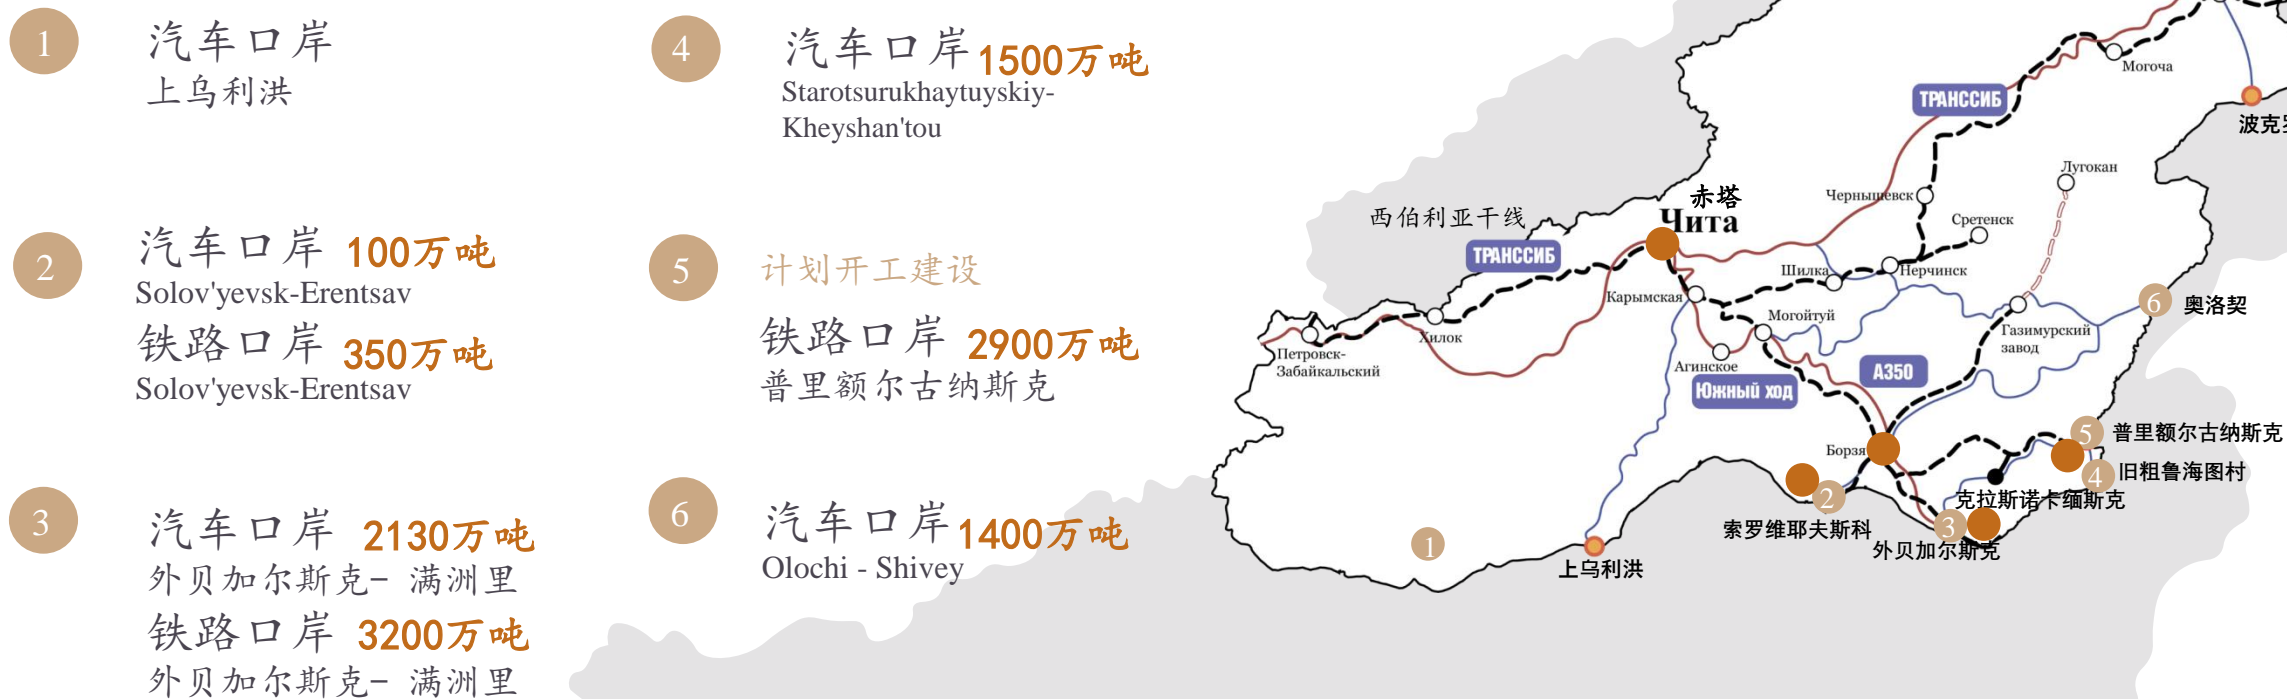 1
汽车口岸
上乌利洪
2
汽车口岸 100万吨
Solov'yevsk-Erentsav
铁路口岸 350万吨
Solov'yevsk-Erentsav
3
汽车口岸 2130万吨
外贝加尔斯克- 满洲里
铁路口岸 3200万吨
外贝加尔斯克- 满洲里
4
汽车口岸 1500万吨
Starotsurukhaytuyskiy-
Kheyshan'tou
5
计划开工建设
铁路口岸 2900万吨
普里额尔古纳斯克
6
汽车口岸 1400万吨
Olochi - Shivey
Могоча
ТРАНССИБ
波克
Лугокан
Чернышевск
赤塔
Чита
西伯利亚干线
Сретенск
ТРАНССИБ
Шилка
Нерчинск
Карымская
6
奥洛契
Могойтуй
Газимурский
завод
Хилок
Петровск-
Забайкальский
Агинское
А350
Южный ход
5
普里额尔古纳斯克
Борзя
4
旧粗鲁海图村
2
克拉斯诺卡缅斯克
索罗维耶夫斯科
3
外贝加尔斯克
1
上乌利洪